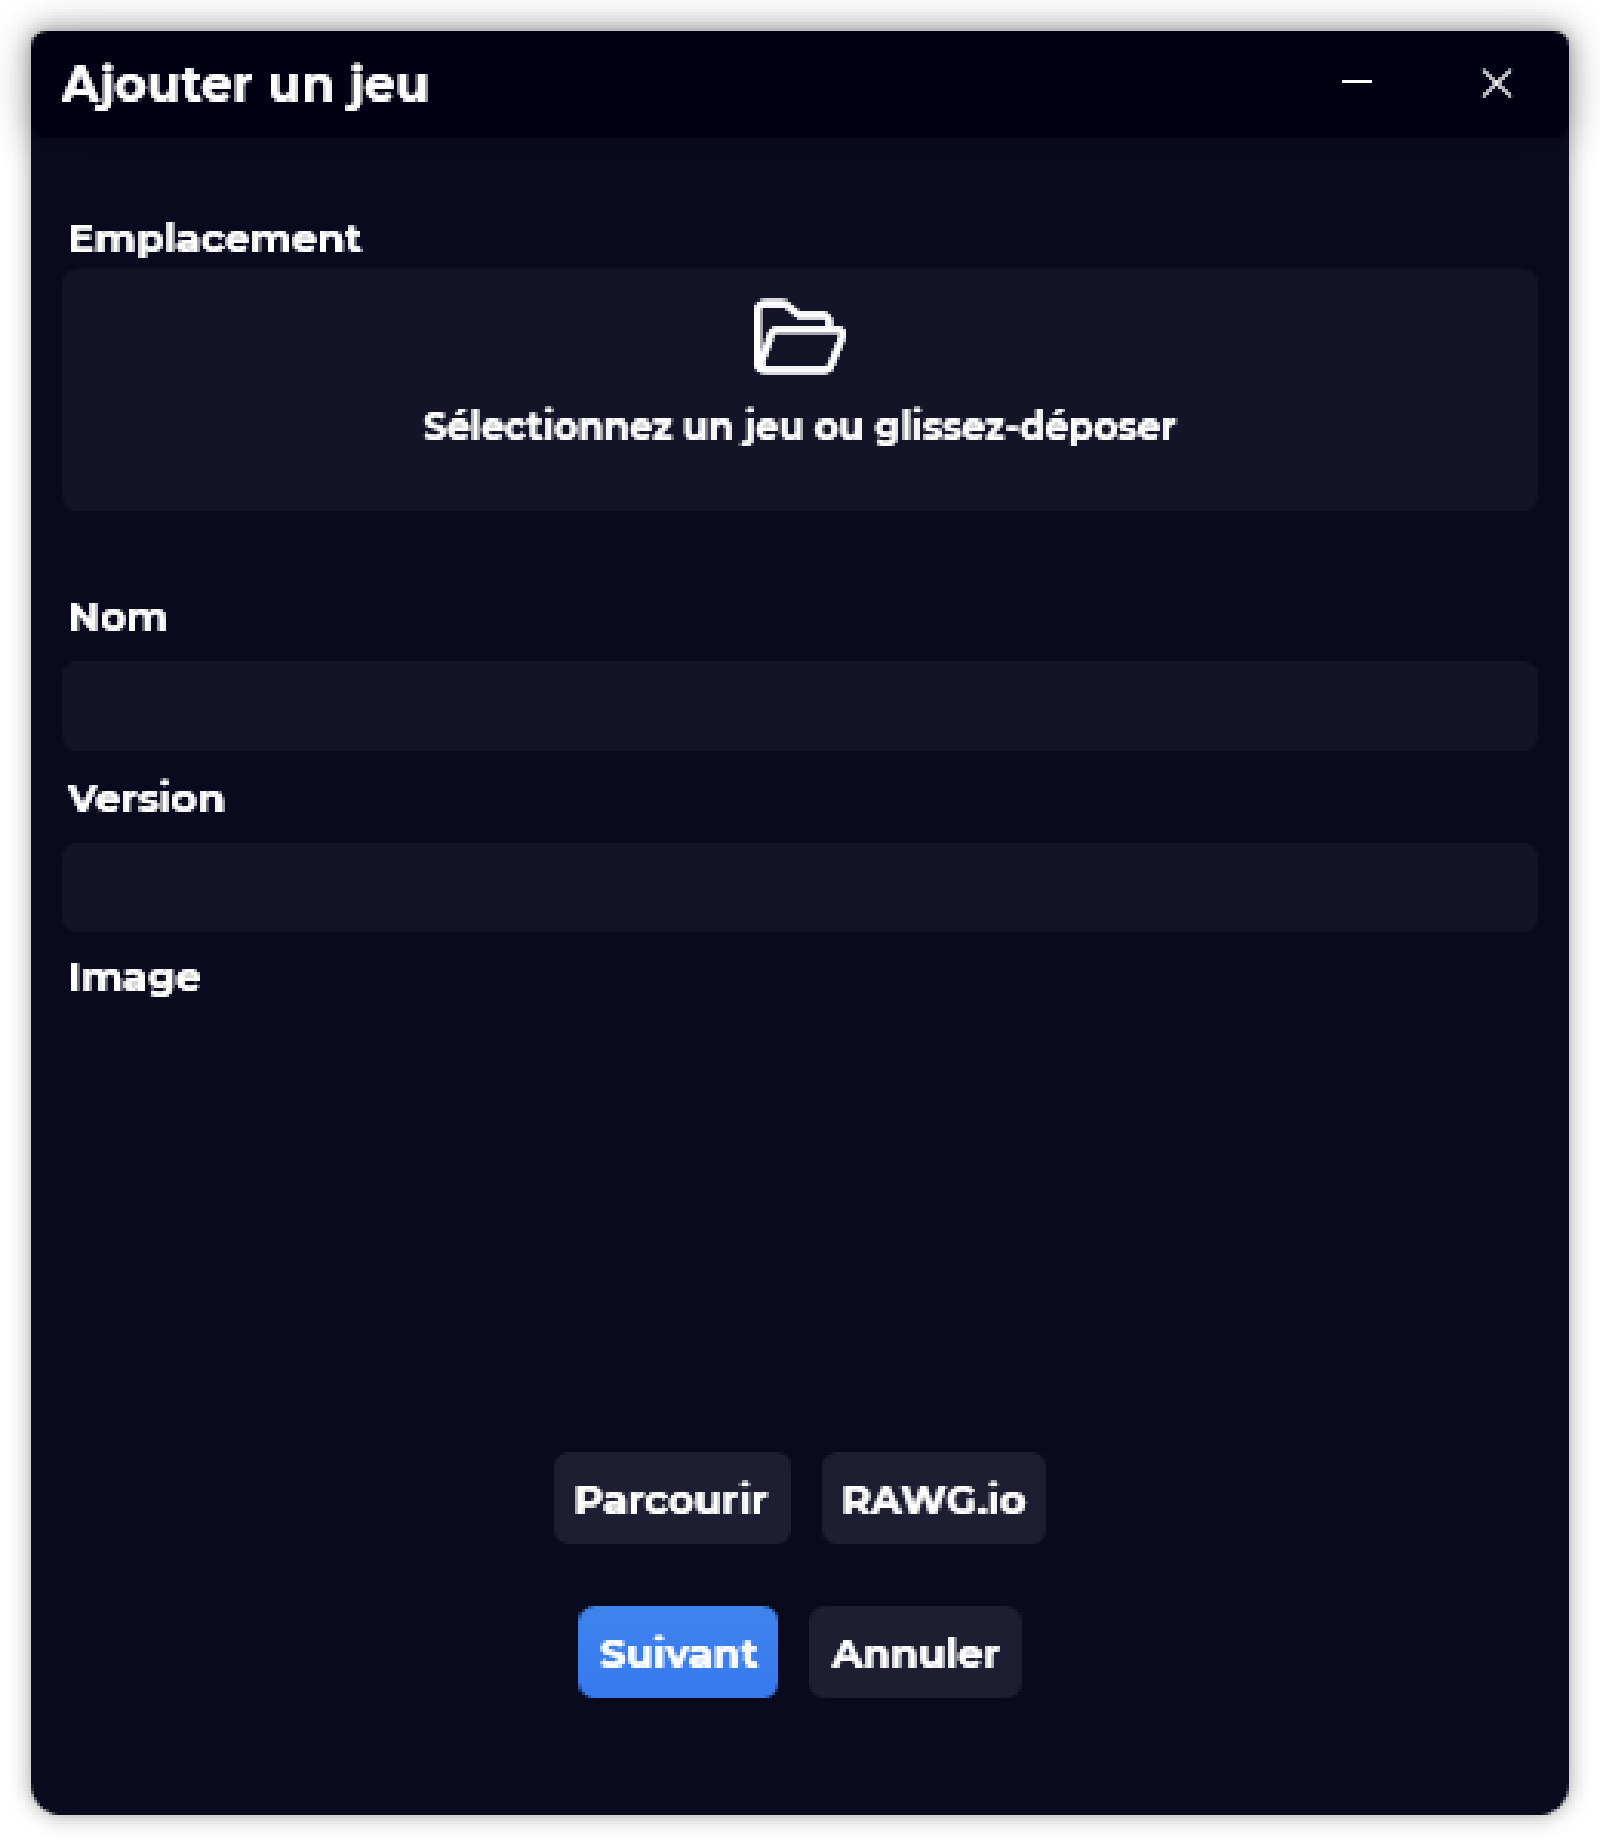 Ajouter un jeu
Emplacement
Sélectionnez un jeu ou glissez-déposer
Nom
Version
Image
Parcourir RAWG.io
Suivant Annuler